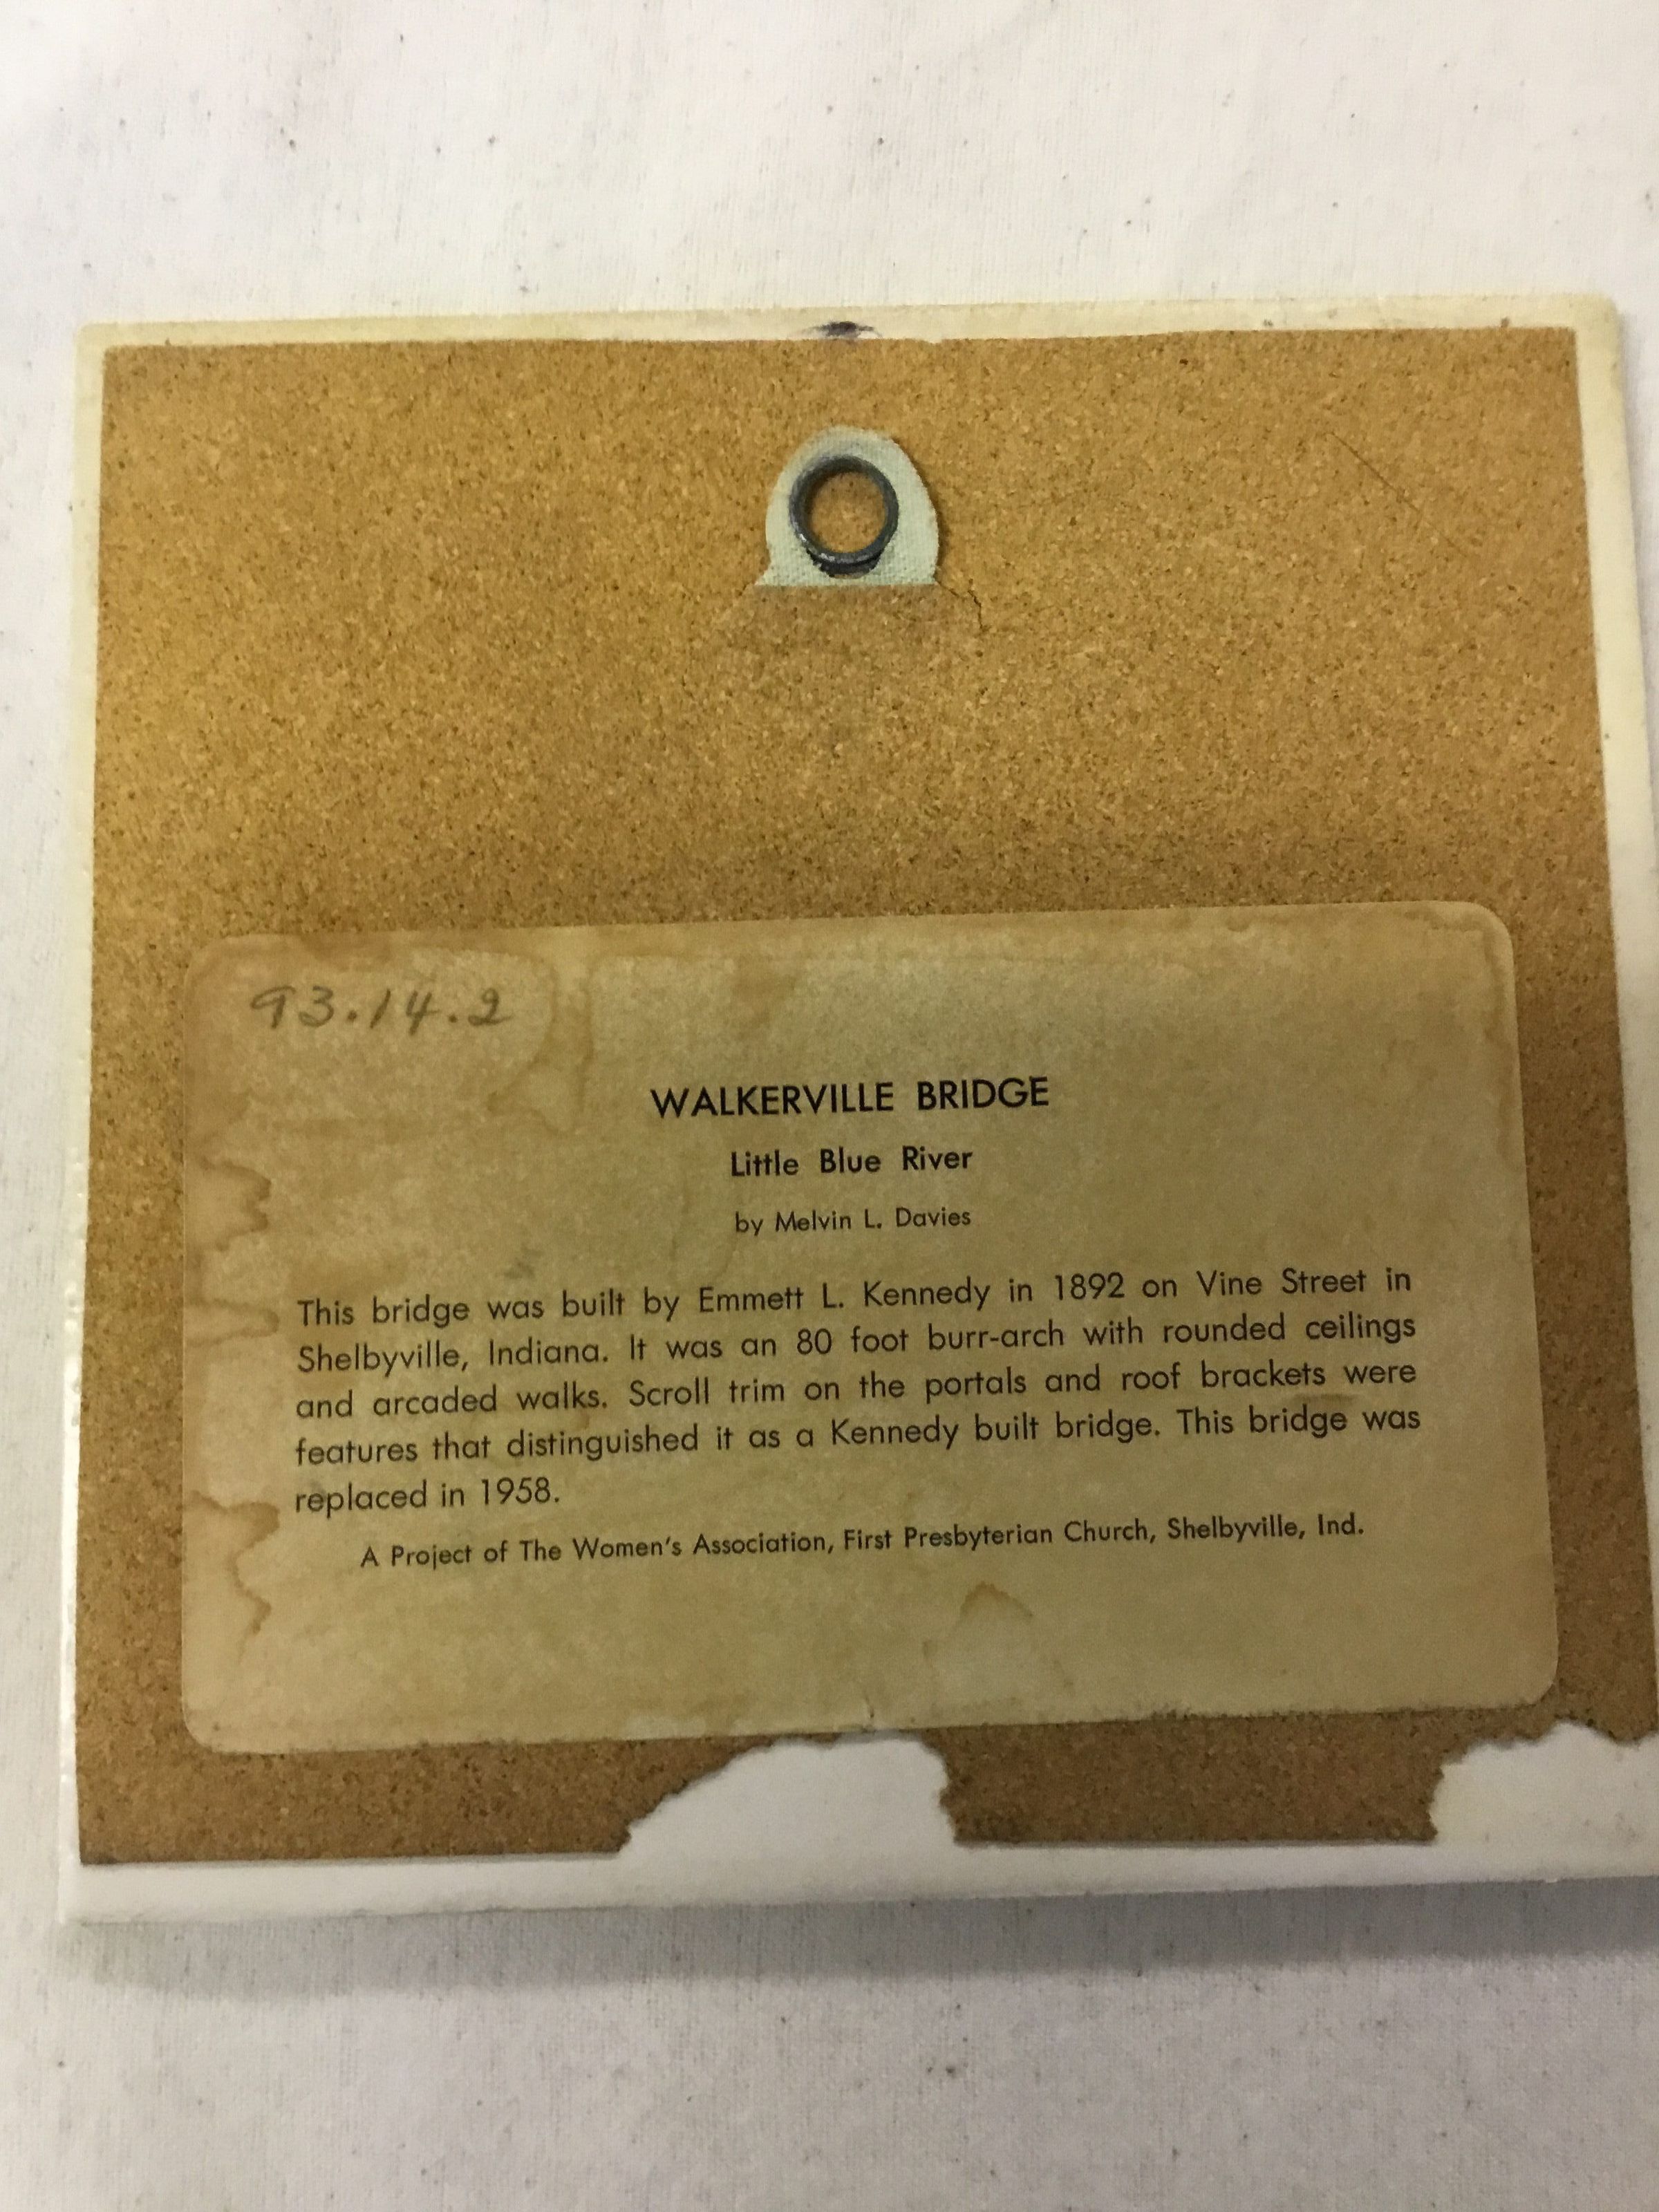 93.14.2
WALKERVILLE BRIDGE
Little Blue River
by Melvin L. Davies
This bridge was built by Emmett L. Kennedy in 1892 on Vine Street in
Shelbyville, Indiana. It was an 80 foot burr-arch with rounded ceilings
and arcaded walks. Scroll trim on the portals and roof brackets were
features that distinguished it as a Kennedy built bridge. This bridge was
replaced in 1958.
A Project of The Women's Association, First Presbyterian Church, Shelbyville, Ind.